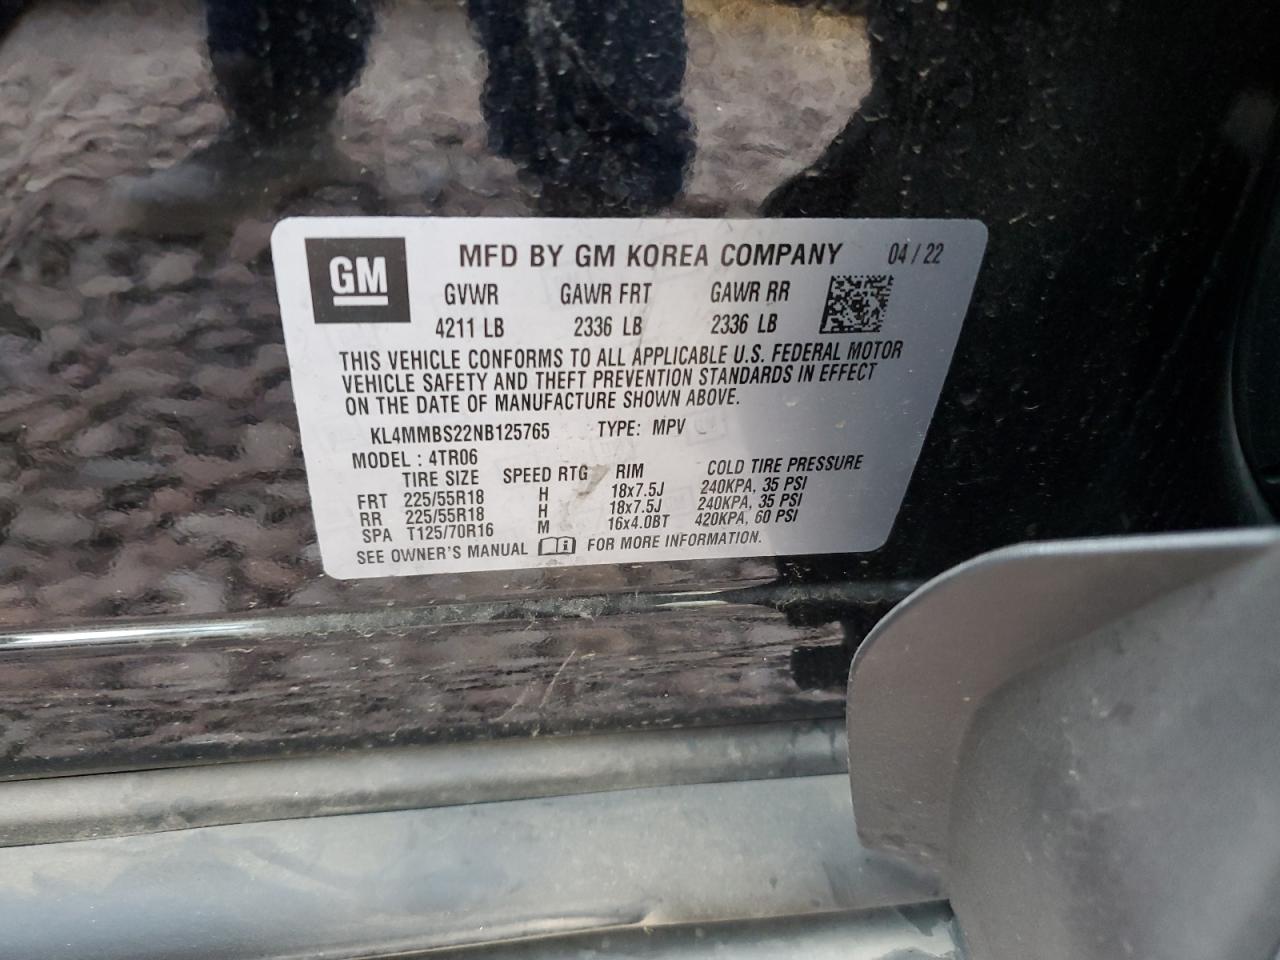 GM
MFD BY GM KOREA COMPANY 04 / 22
GVWR GAWR FRT GAWR RR
4211 LB 2336 LB 2336 LB
THIS VEHICLE CONFORMS TO ALL APPLICABLE U.S. FEDERAL MOTOR
VEHICLE SAFETY AND THEFT PREVENTION STANDARDS IN EFFECT
ON THE DATE OF MANUFACTURE SHOWN ABOVE.
KL4MMBS22NB125765 TYPE: MPV
MODEL : 4TR06
TIRE SIZE SPEED RTG RIM COLD TIRE PRESSURE
FRT 225/55R18 H 18x7.5J 240KPA, 35 PSI
RR 225/55R18 H 18x7.5J 240KPA, 35 PSI
SPA T125/70R16 M 16x4.0BT 420KPA, 60 PSI
SEE OWNER'S MANUAL i FOR MORE INFORMATION.